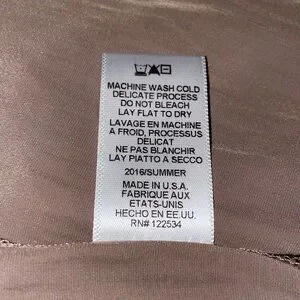 MACHINE WASH COLD
DELICATE PROCESS
DO NOT BLEACH
LAY FLAT TO DRY
LAVAGE EN MACHINE
A FROID, PROCESSUS
DELICAT
NE PAS BLANCHIR
LAY PIATTO A SECCO
2016/SUMMER
MADE IN U.S.A.
FABRIQUE AUX
ETATS-UNIS
HECHO EN EE.UU.
RN# 122534